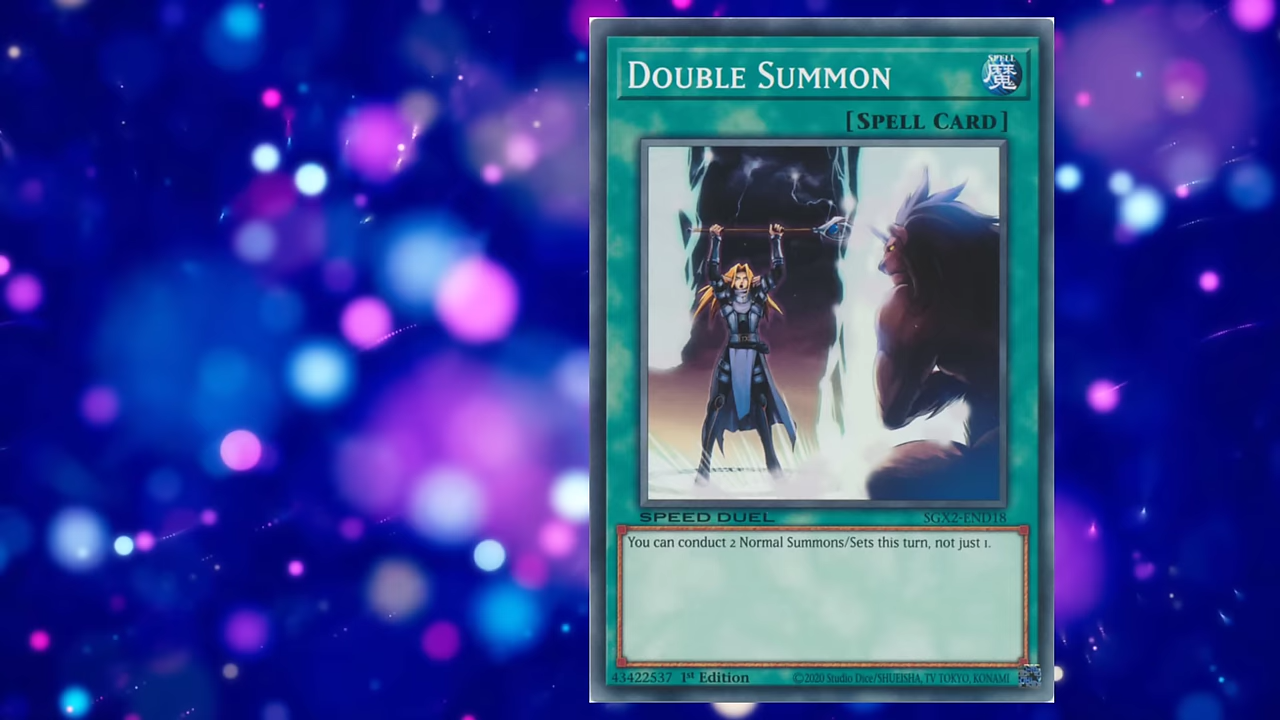 DOUBLE SUMMON
SPELL
魔
[SPELL CARD]
SPEED DUEL
SGX2-END18
You can conduct 2 Normal Summons/Sets this turn, not just 1.
43422537 1st Edition ©2020 Studio Dice/SHUEISHA, TV TOKYO, KONAMI